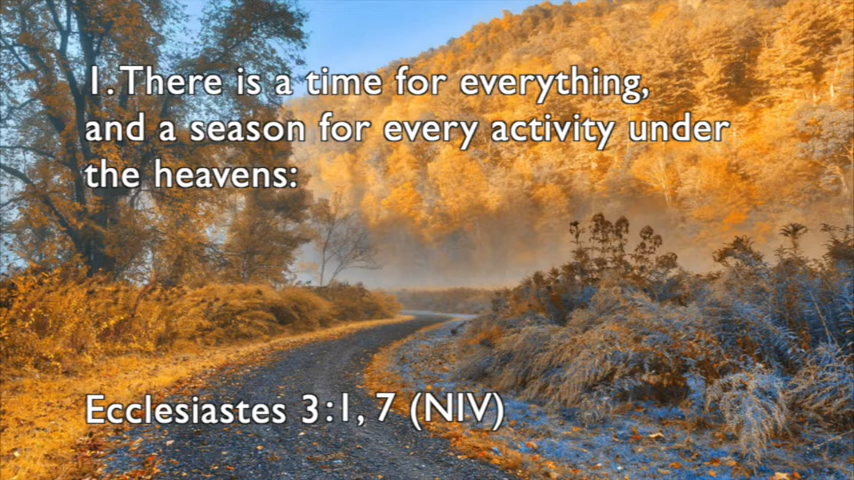 1. There is a time for everything,
and a season for every activity under
the heavens:
Ecclesiastes 3:1, 7 (NIV)